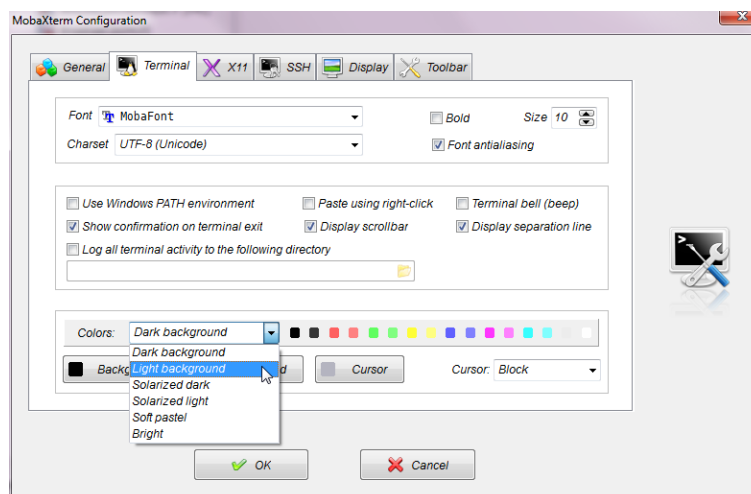 MobaXterm Configuration
General Terminal X11 SSH Display Toolbar
Font MobaFont Bold Size 10
Charset UTF-8 (Unicode) Font antialiasing
Use Windows PATH environment Paste using right-click Terminal bell (beep)
Show confirmation on terminal exit Display scrollbar Display separation line
Log all terminal activity to the following directory
Colors: Dark background
Dark background
Light background
Cursor Cursor: Block
Solarized dark
Solarized light
Soft pastel
Bright
OK Cancel